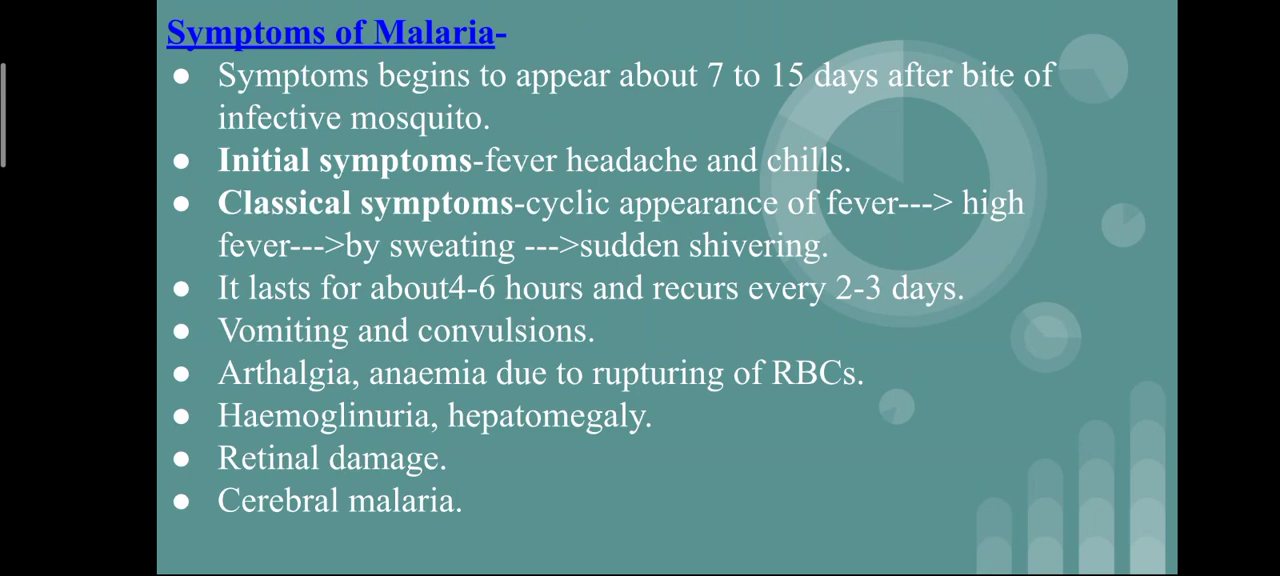 Symptoms of Malaria-
● Symptoms begins to appear about 7 to 15 days after bite of
infective mosquito.
● Initial symptoms-fever headache and chills.
● Classical symptoms-cyclic appearance of fever---> high
fever--->by sweating --->sudden shivering.
● It lasts for about4-6 hours and recurs every 2-3 days.
● Vomiting and convulsions.
● Arthalgia, anaemia due to rupturing of RBCs.
● Haemoglinuria, hepatomegaly.
● Retinal damage.
● Cerebral malaria.